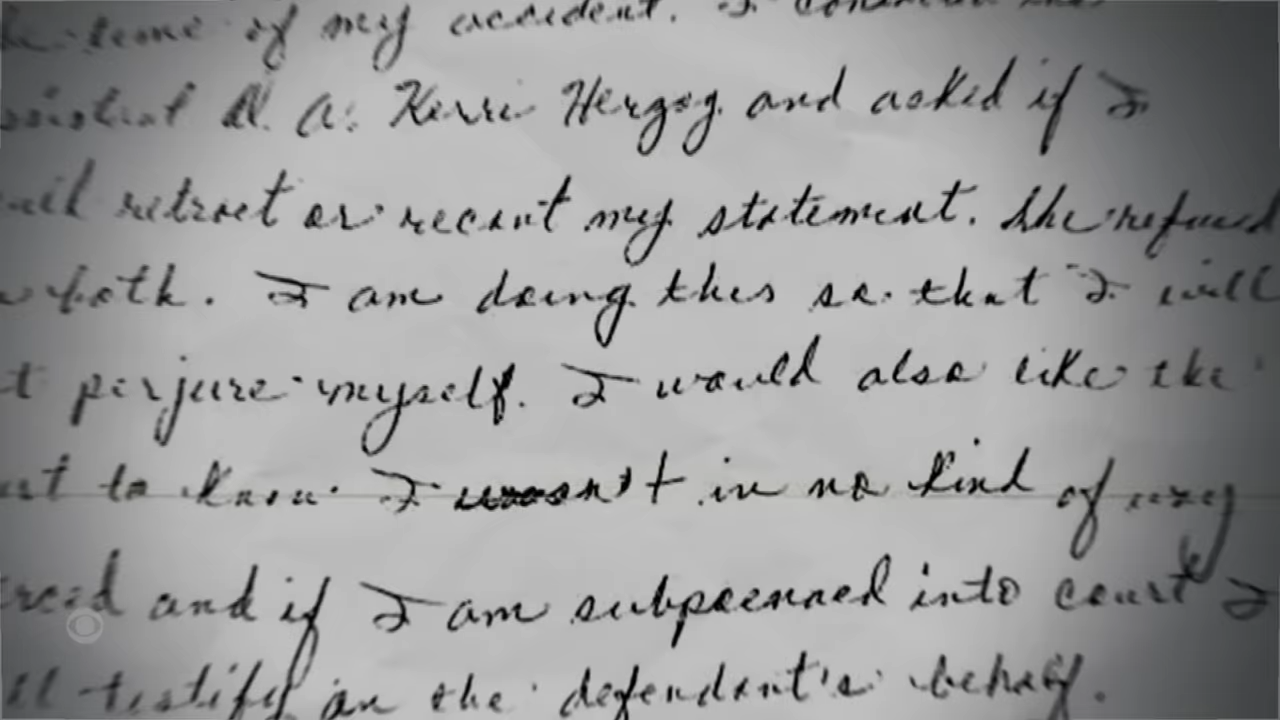 time of my accident. I
D. A. Kerri Herzog and asked if I
retract or recant my statement. She refused
both. I am doing this so that I will
perjure myself. I would also like the
to know I wasn't in no kind of way
and if I am subpoenaed into court I
testify on the defendant's behalf.